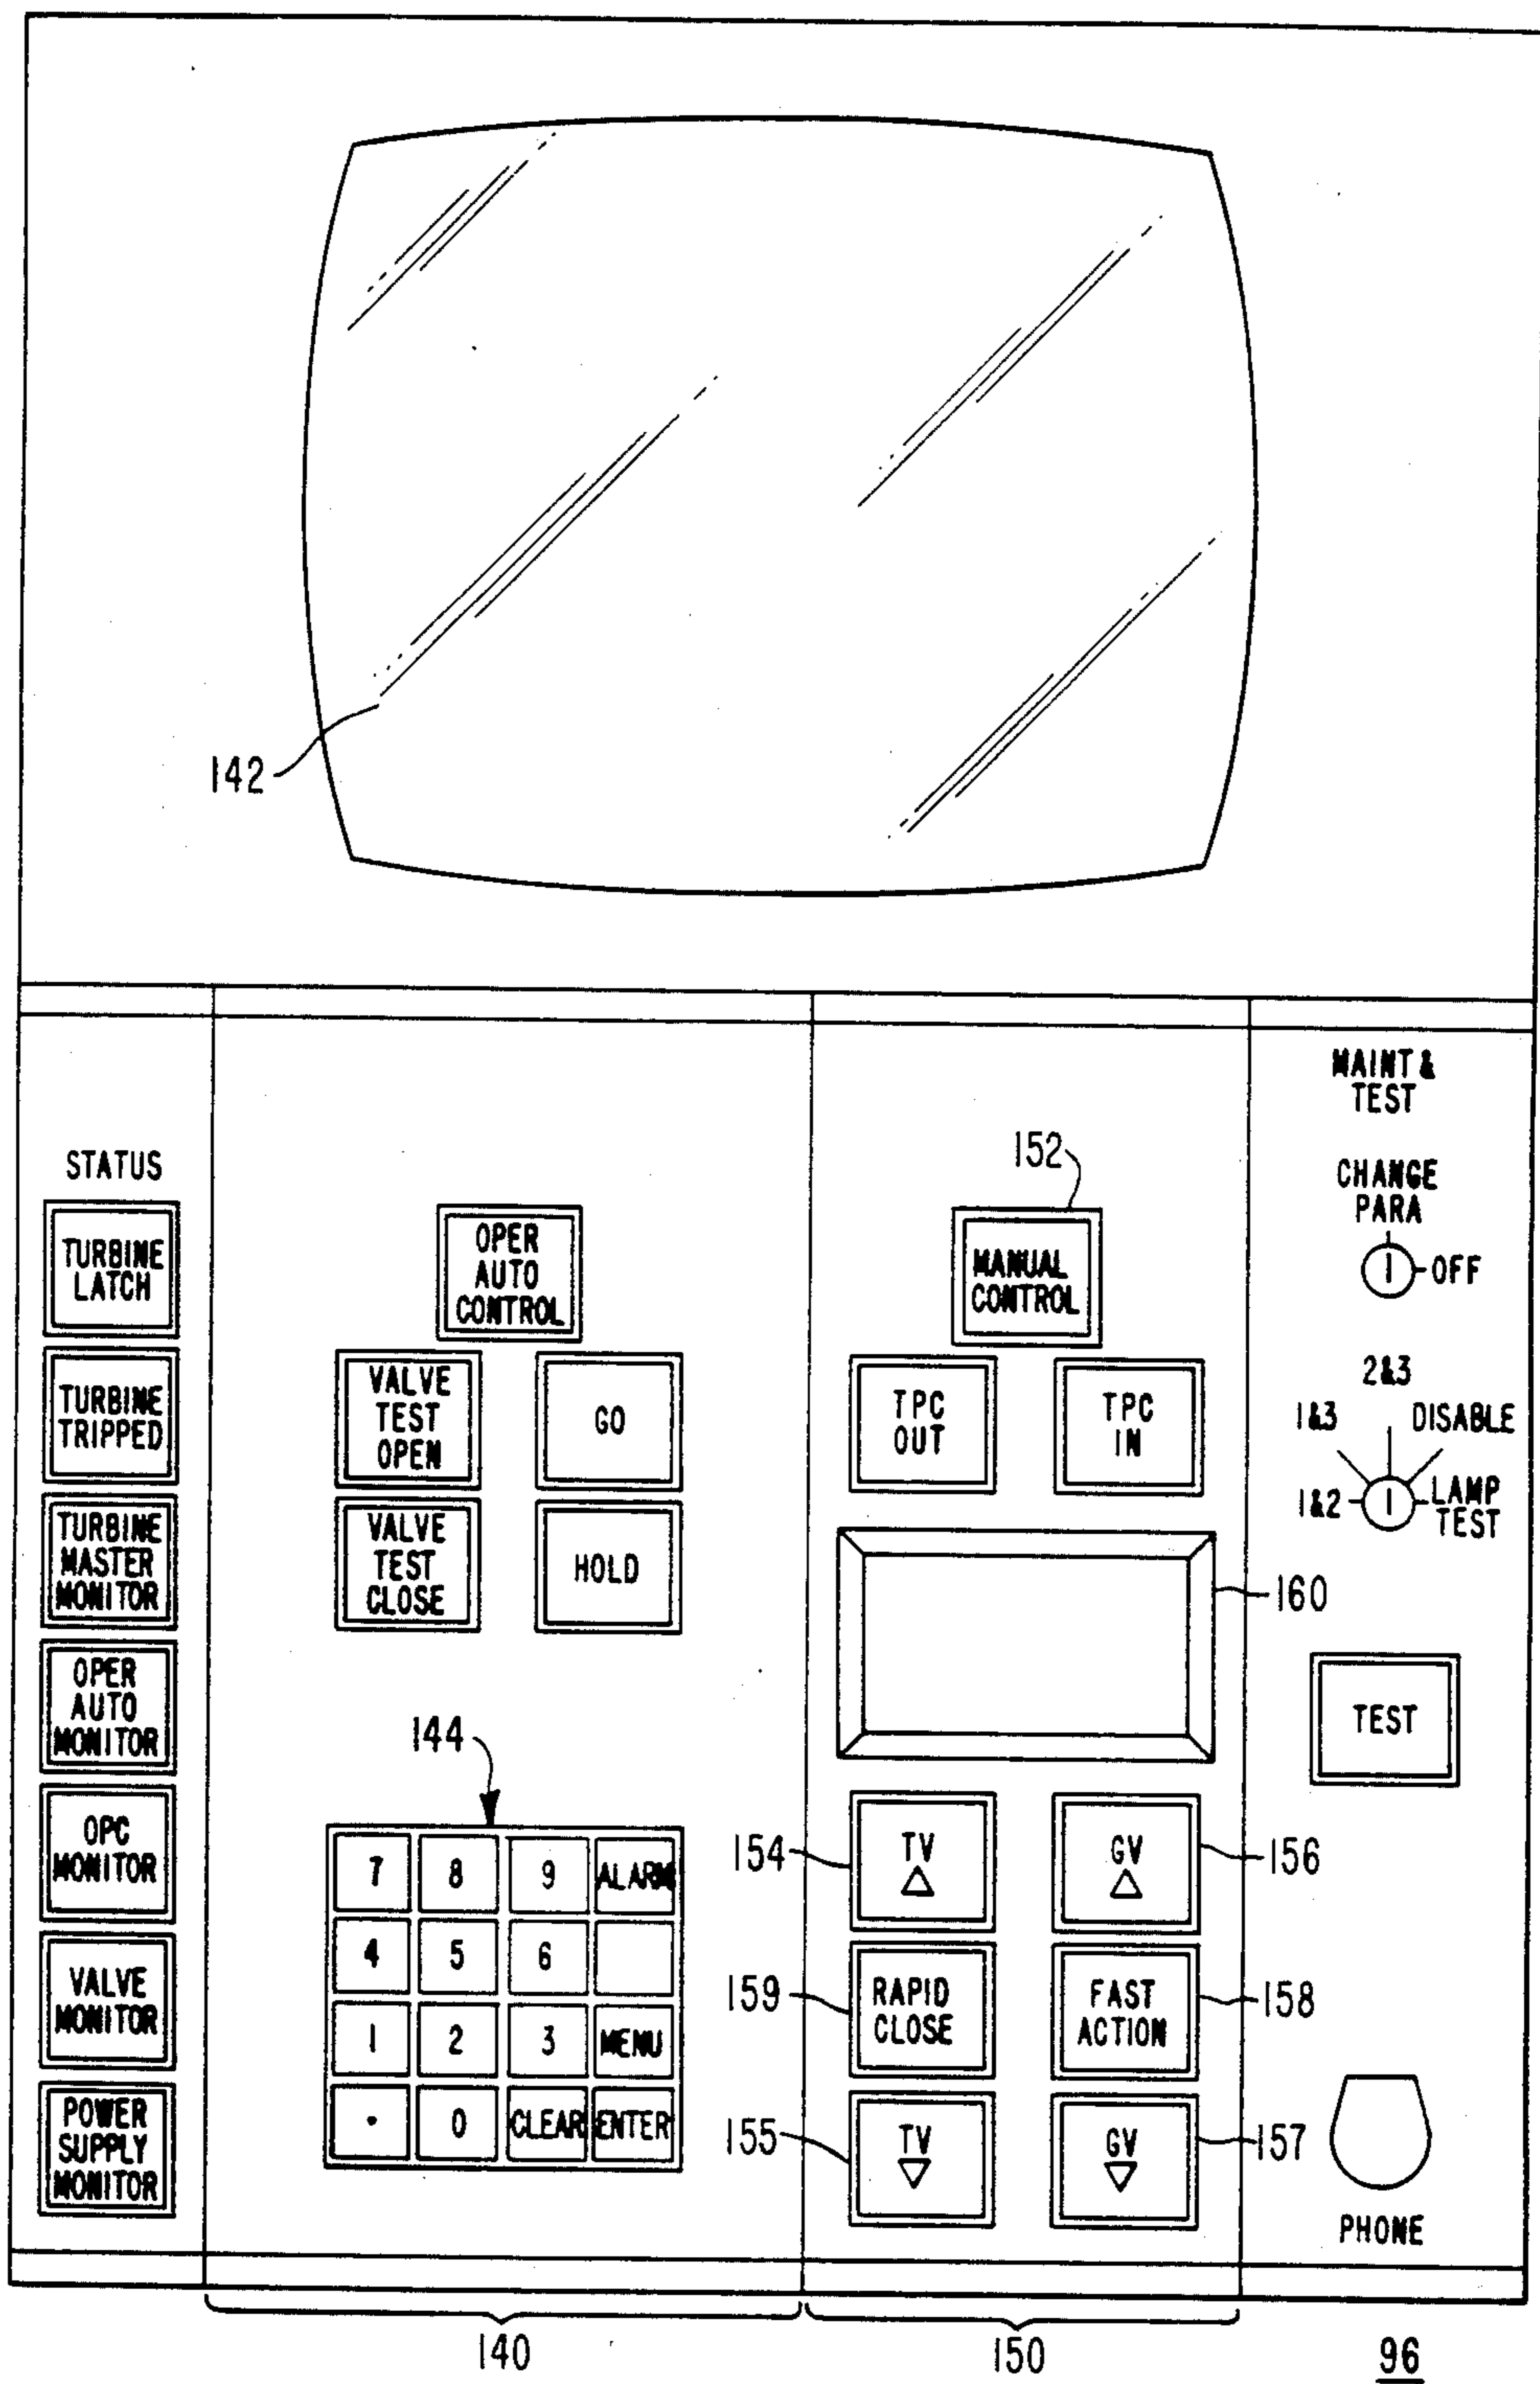 142
STATUS
TURBINE
LATCH
TURBINE
TRIPPED
TURBINE
MASTER
MONITOR
OPER
AUTO
MONITOR
OPC
MONITOR
VALVE
MONITOR
POWER
SUPPLY
MONITOR
OPER
AUTO
CONTROL
VALVE
TEST
OPEN
GO
VALVE
TEST
CLOSE
HOLD
144
7 8 9 ALARM
4 5 6
1 2 3 MENU
. 0 CLEAR ENTER
140
152
MANUAL
CONTROL
TPC
OUT
TPC
IN
160
154
TV
GV
156
159
RAPID
CLOSE
FAST
ACTION
158
155
TV
GV
157
150
MAINT &
TEST
CHANGE
PARA
OFF
2&3
1&3 DISABLE
1&2 LAMP
TEST
TEST
PHONE
96